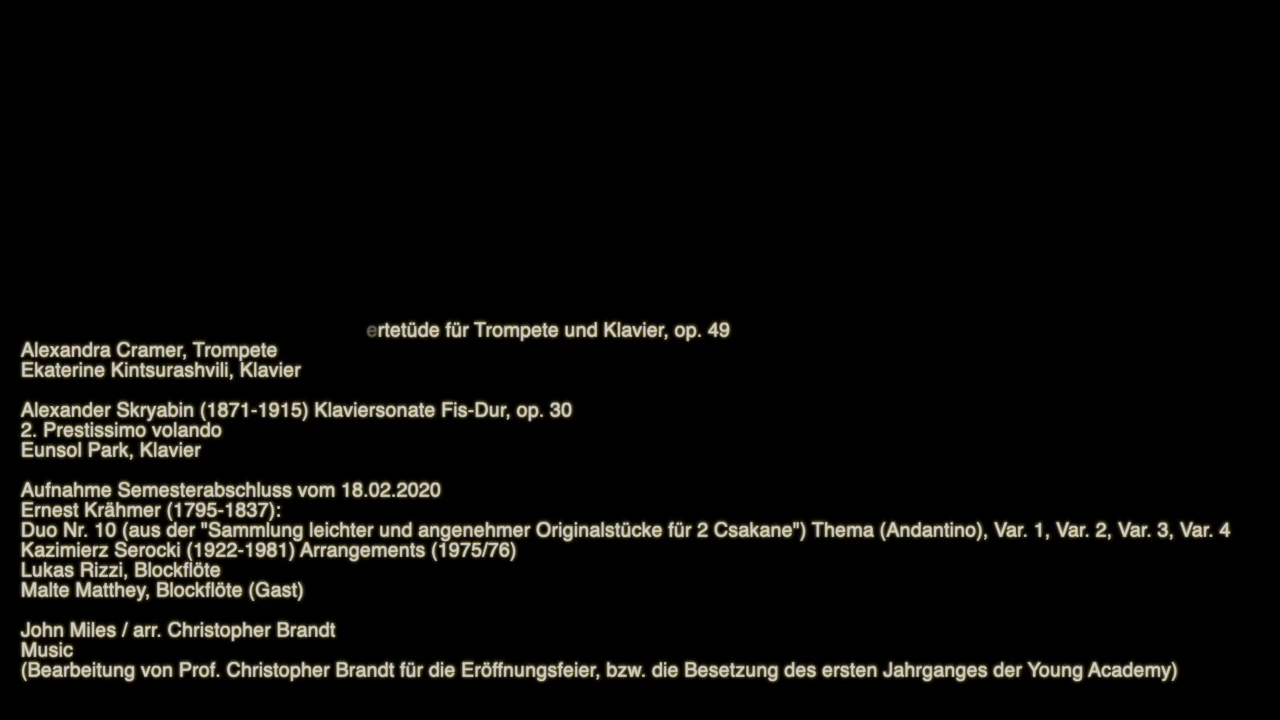 ertetüde für Trompete und Klavier, op. 49
Alexandra Cramer, Trompete
Ekaterine Kintsurashvili, Klavier
Alexander Skryabin (1871-1915) Klaviersonate Fis-Dur, op. 30
2. Prestissimo volando
Eunsol Park, Klavier
Aufnahme Semesterabschluss vom 18.02.2020
Ernest Krähmer (1795-1837):
Duo Nr. 10 (aus der "Sammlung leichter und angenehmer Originalstücke für 2 Csakane") Thema (Andantino), Var. 1, Var. 2, Var. 3, Var. 4
Kazimierz Serocki (1922-1981) Arrangements (1975/76)
Lukas Rizzi, Blockflöte
Malte Matthey, Blockflöte (Gast)
John Miles / arr. Christopher Brandt
Music
(Bearbeitung von Prof. Christopher Brandt für die Eröffnungsfeier, bzw. die Besetzung des ersten Jahrganges der Young Academy)